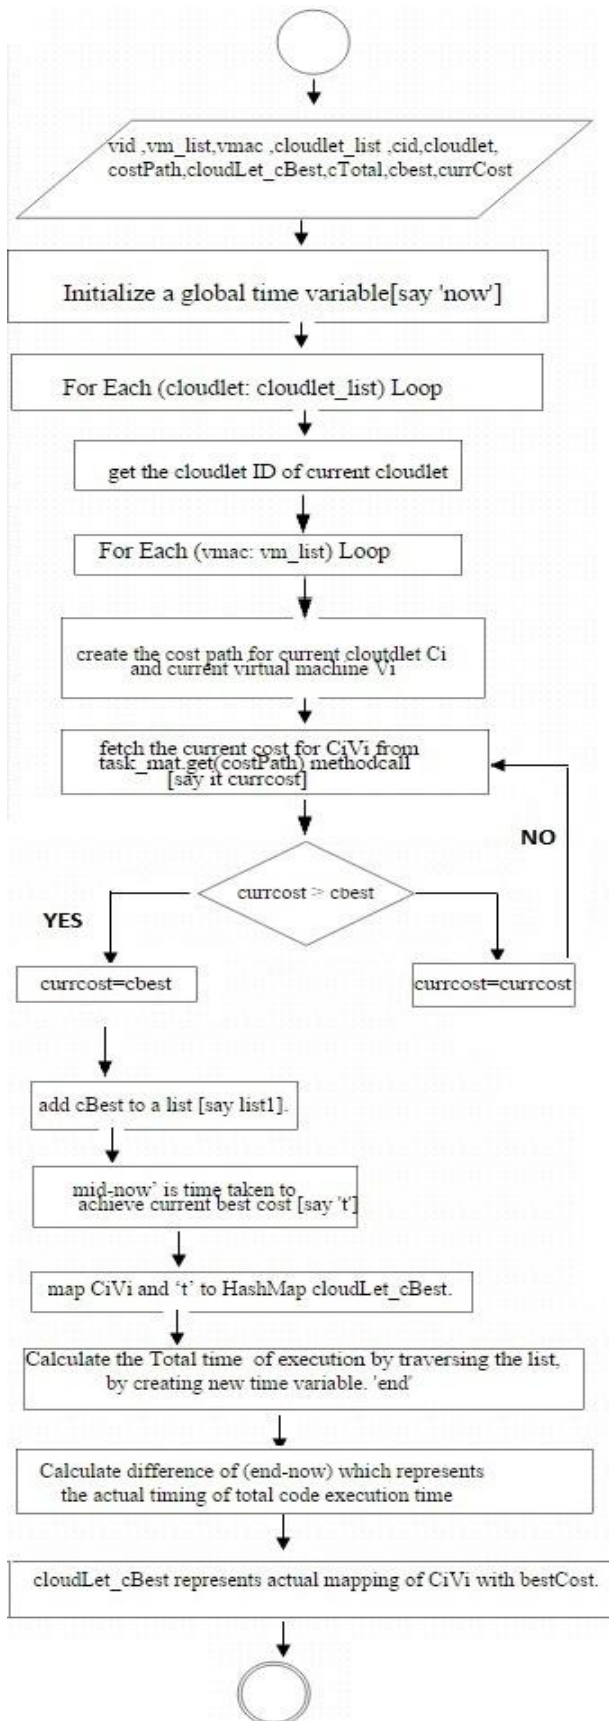 vid ,vm_list,vmac ,cloudlet_list ,cid,cloudlet,
costPath,cloudLet_cBest,cTotal,cbest,currCost
Initialize a global time variable[say 'now']
For Each (cloudlet: cloudlet_list) Loop
get the cloudlet ID of current cloudlet
For Each (vmac: vm_list) Loop
create the cost path for current cloutdlet Ci
and current virtual machine Vi
fetch the current cost for CiVi from
task_mat.get(costPath) methodcall
[say it currcost]
NO
currcost > cbest
YES
currcost=cbest
currcost=currcost
add cBest to a list [say list1].
mid-now’ is time taken to
achieve current best cost [say 't']
map CiVi and ‘t’ to HashMap cloudLet_cBest.
Calculate the Total time of execution by traversing the list,
by creating new time variable. 'end'
Calculate difference of (end-now) which represents
the actual timing of total code execution time
cloudLet_cBest represents actual mapping of CiVi with bestCost.